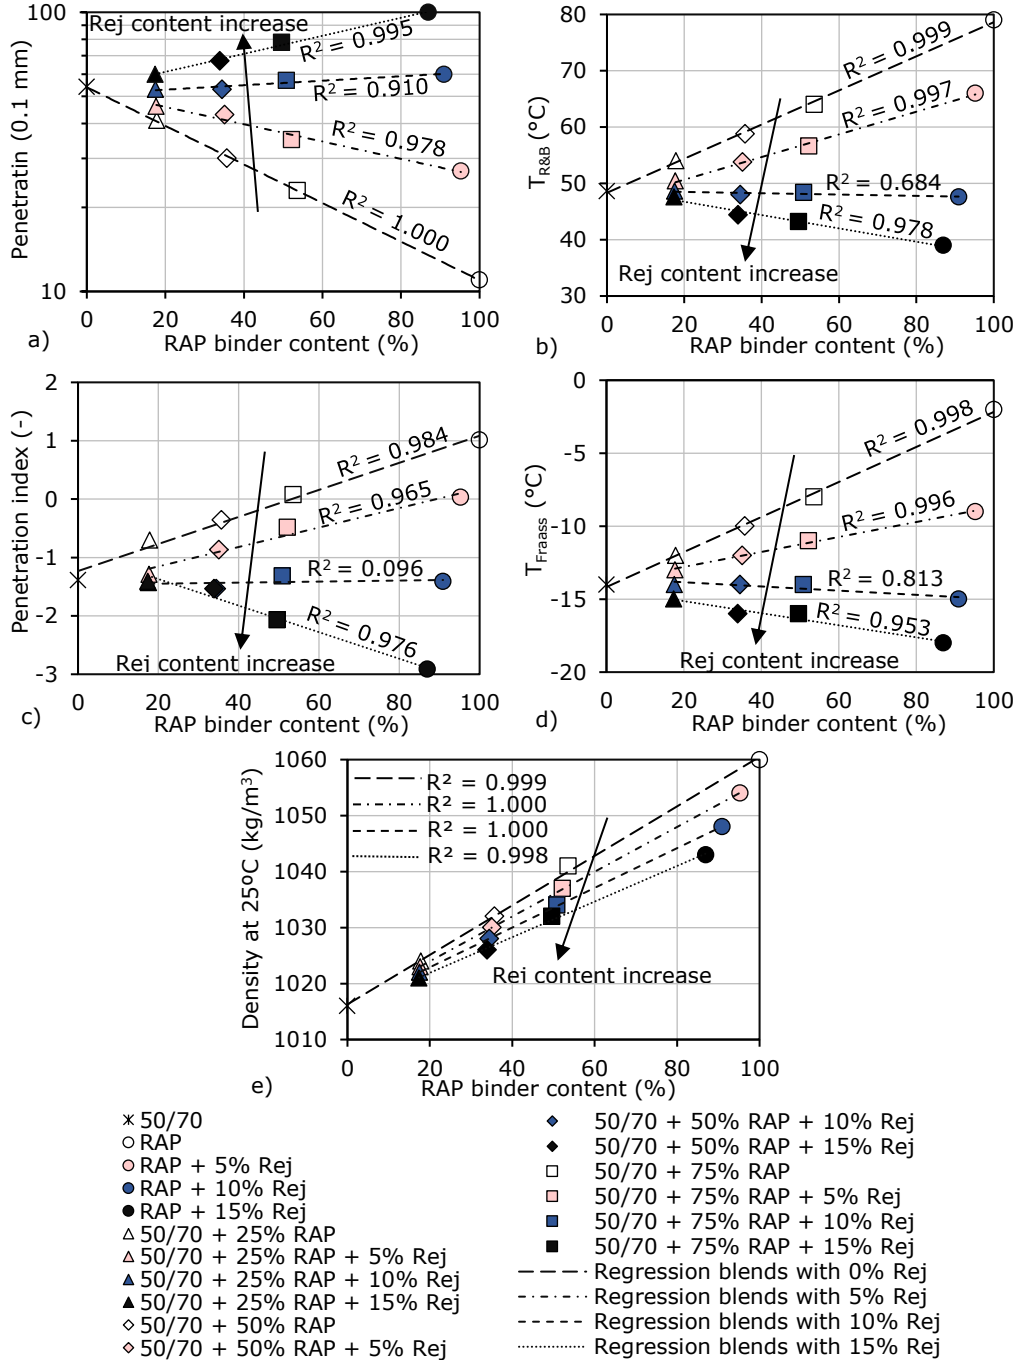 100
Rej content increase
R² = 0.995
R² = 0.910
R² = 0.978
R² = 1.000
Penetratin (0.1 mm)
10
0 20 40 60 80 100
a) RAP binder content (%)
80
70
60
50
40
30
T R&B (°C)
R² = 0.999
R² = 0.997
R² = 0.684
R² = 0.978
Rej content increase
0 20 40 60 80 100
b) RAP binder content (%)
2
1
0
-1
-2
-3
Penetration index (-)
R² = 0.984
R² = 0.965
R² = 0.096
R² = 0.976
Rej content increase
0 20 40 60 80 100
c) RAP binder content (%)
0
-5
-10
-15
-20
T Fraass (°C)
R² = 0.998
R² = 0.996
R² = 0.813
R² = 0.953
Rej content increase
0 20 40 60 80 100
d) RAP binder content (%)
1060
1050
1040
1030
1020
1010
Density at 25ºC (kg/m³)
R² = 0.999
R² = 1.000
R² = 1.000
R² = 0.998
Rej content increase
0 20 40 60 80 100
e) RAP binder content (%)
50/70
RAP
RAP + 5% Rej
RAP + 10% Rej
RAP + 15% Rej
50/70 + 25% RAP
50/70 + 25% RAP + 5% Rej
50/70 + 25% RAP + 10% Rej
50/70 + 25% RAP + 15% Rej
50/70 + 50% RAP
50/70 + 50% RAP + 5% Rej
50/70 + 50% RAP + 10% Rej
50/70 + 50% RAP + 15% Rej
50/70 + 75% RAP
50/70 + 75% RAP + 5% Rej
50/70 + 75% RAP + 10% Rej
50/70 + 75% RAP + 15% Rej
Regression blends with 0% Rej
Regression blends with 5% Rej
Regression blends with 10% Rej
Regression blends with 15% Rej